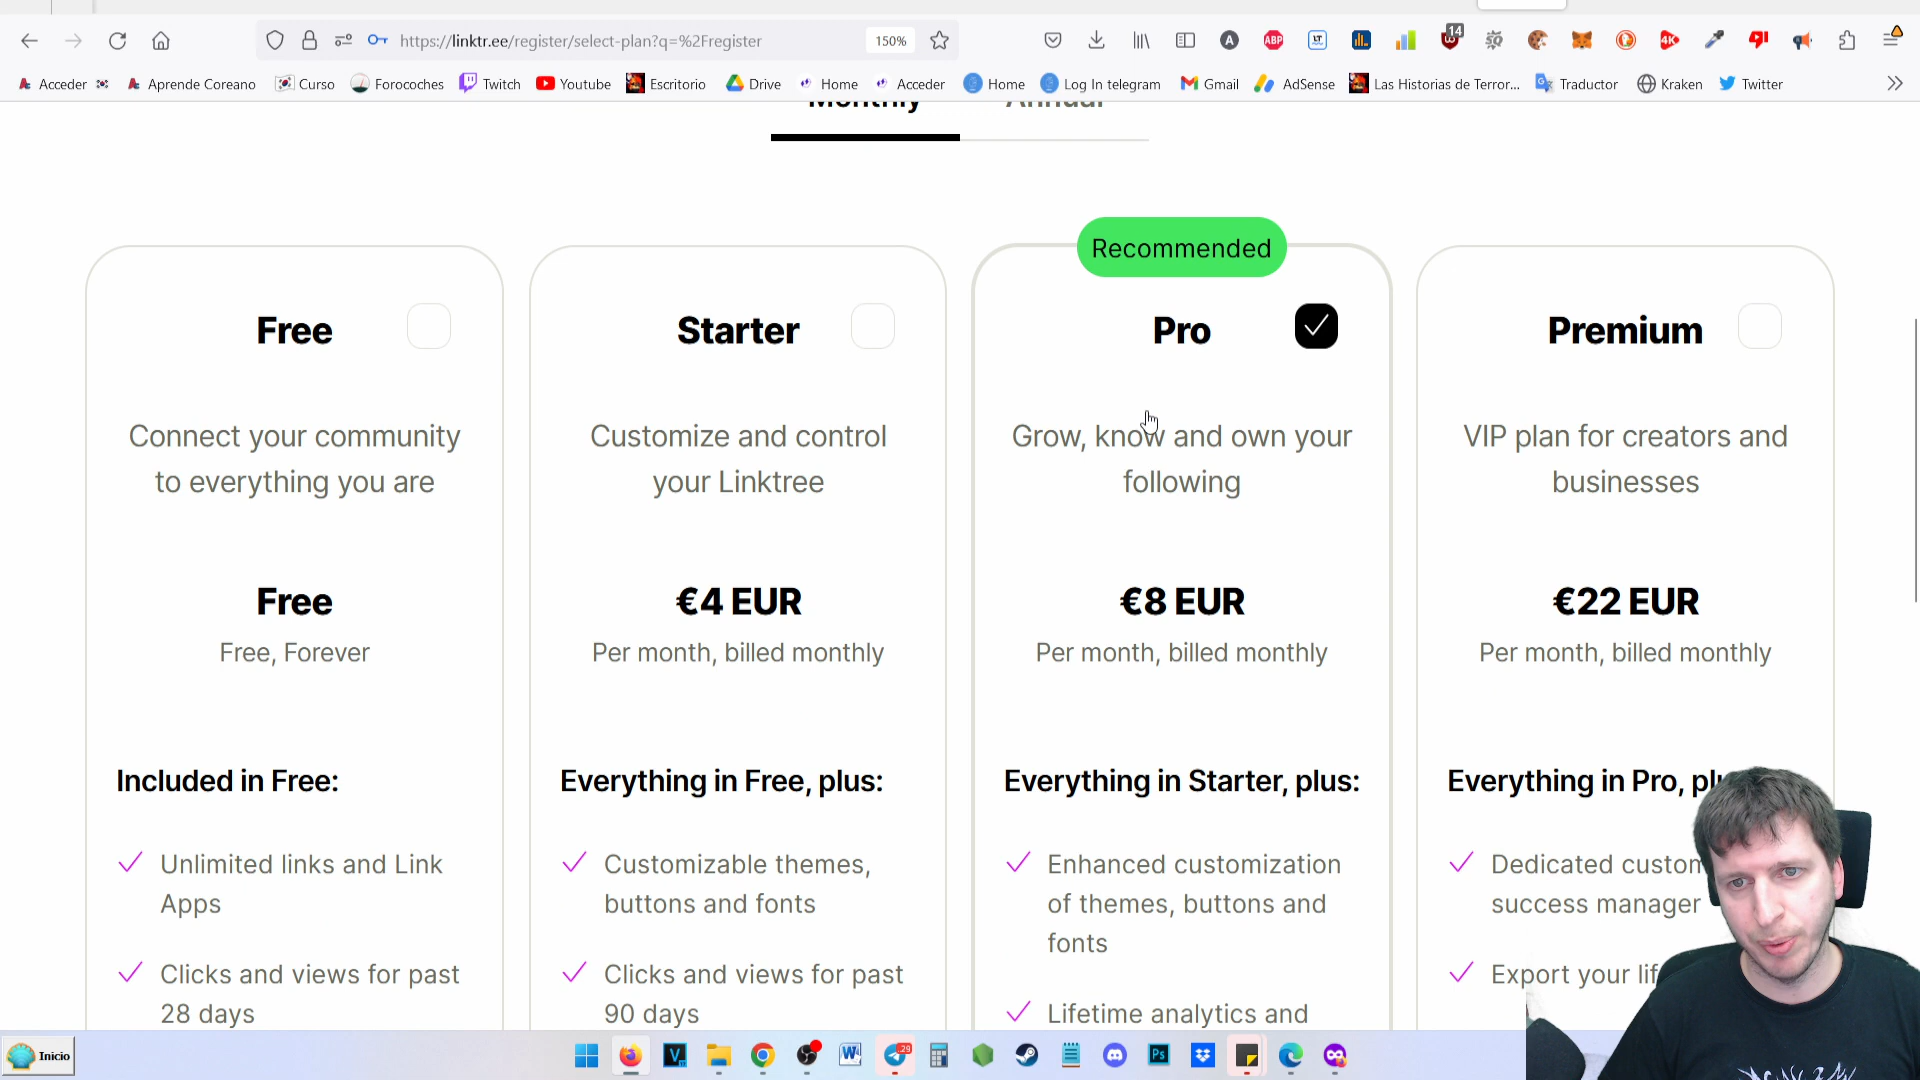 https://linktr.ee/register/select-plan?q=%2Fregister
150%
14
Acceder
Aprende Coreano
Curso
Forocoches
Twitch
Youtube
Escritorio
Drive
Home
Acceder
Home
Log In telegram
Gmail
AdSense
Las Historias de Terror...
Traductor
Kraken
Twitter
Monthly
Annual
Recommended
Free
Starter
Pro
Premium
Connect your community
to everything you are
Customize and control
your Linktree
Grow, know and own your
following
VIP plan for creators and
businesses
Free
Free, Forever
€4 EUR
Per month, billed monthly
€8 EUR
Per month, billed monthly
€22 EUR
Per month, billed monthly
Included in Free:
Everything in Free, plus:
Everything in Starter, plus:
Everything in Pro,
Unlimited links and Link
Apps
Clicks and views for past
28 days
Customizable themes,
buttons and fonts
Clicks and views for past
90 days
Enhanced customization
of themes, buttons and
fonts
Lifetime analytics and
Dedicated
success manager
Export your
Inicio
29